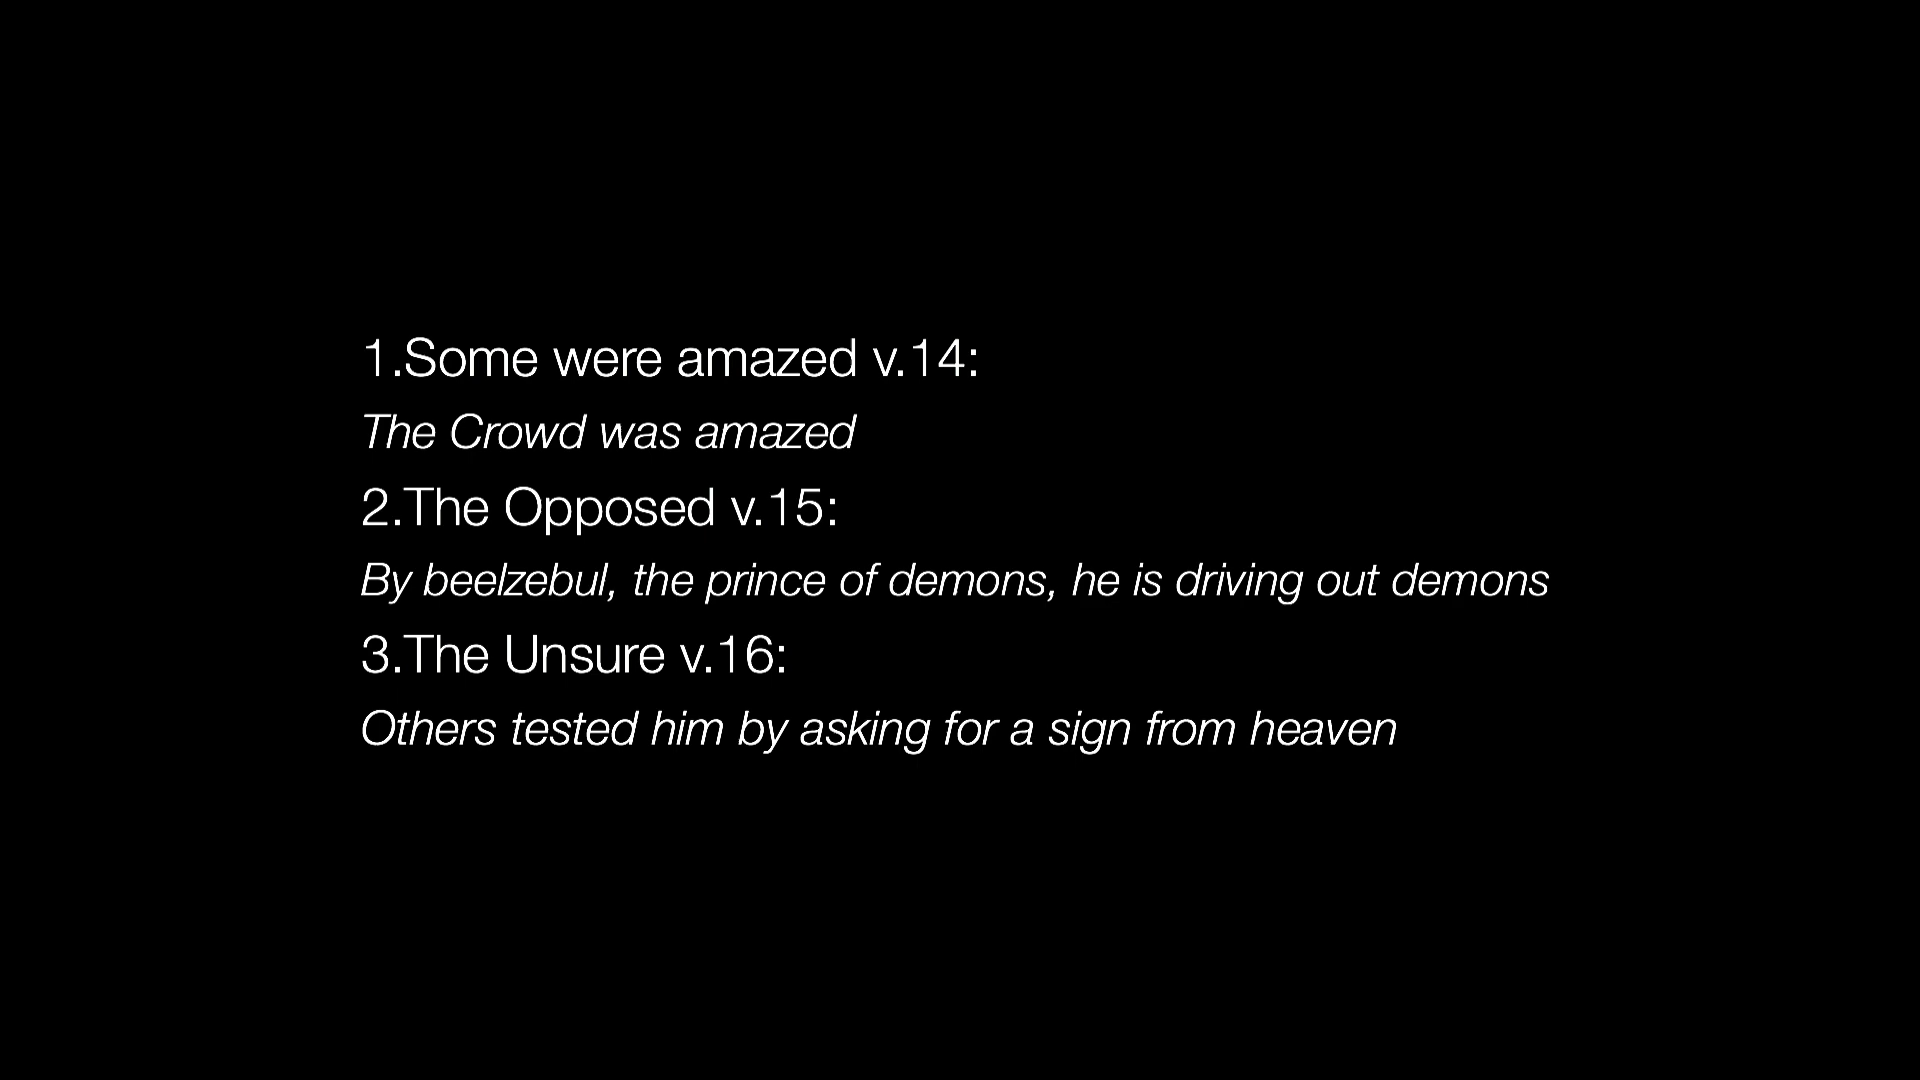 1.Some were amazed v.14:
The Crowd was amazed
2.The Opposed v.15:
By beelzebul, the prince of demons, he is driving out demons
3.The Unsure v.16:
Others tested him by asking for a sign from heaven